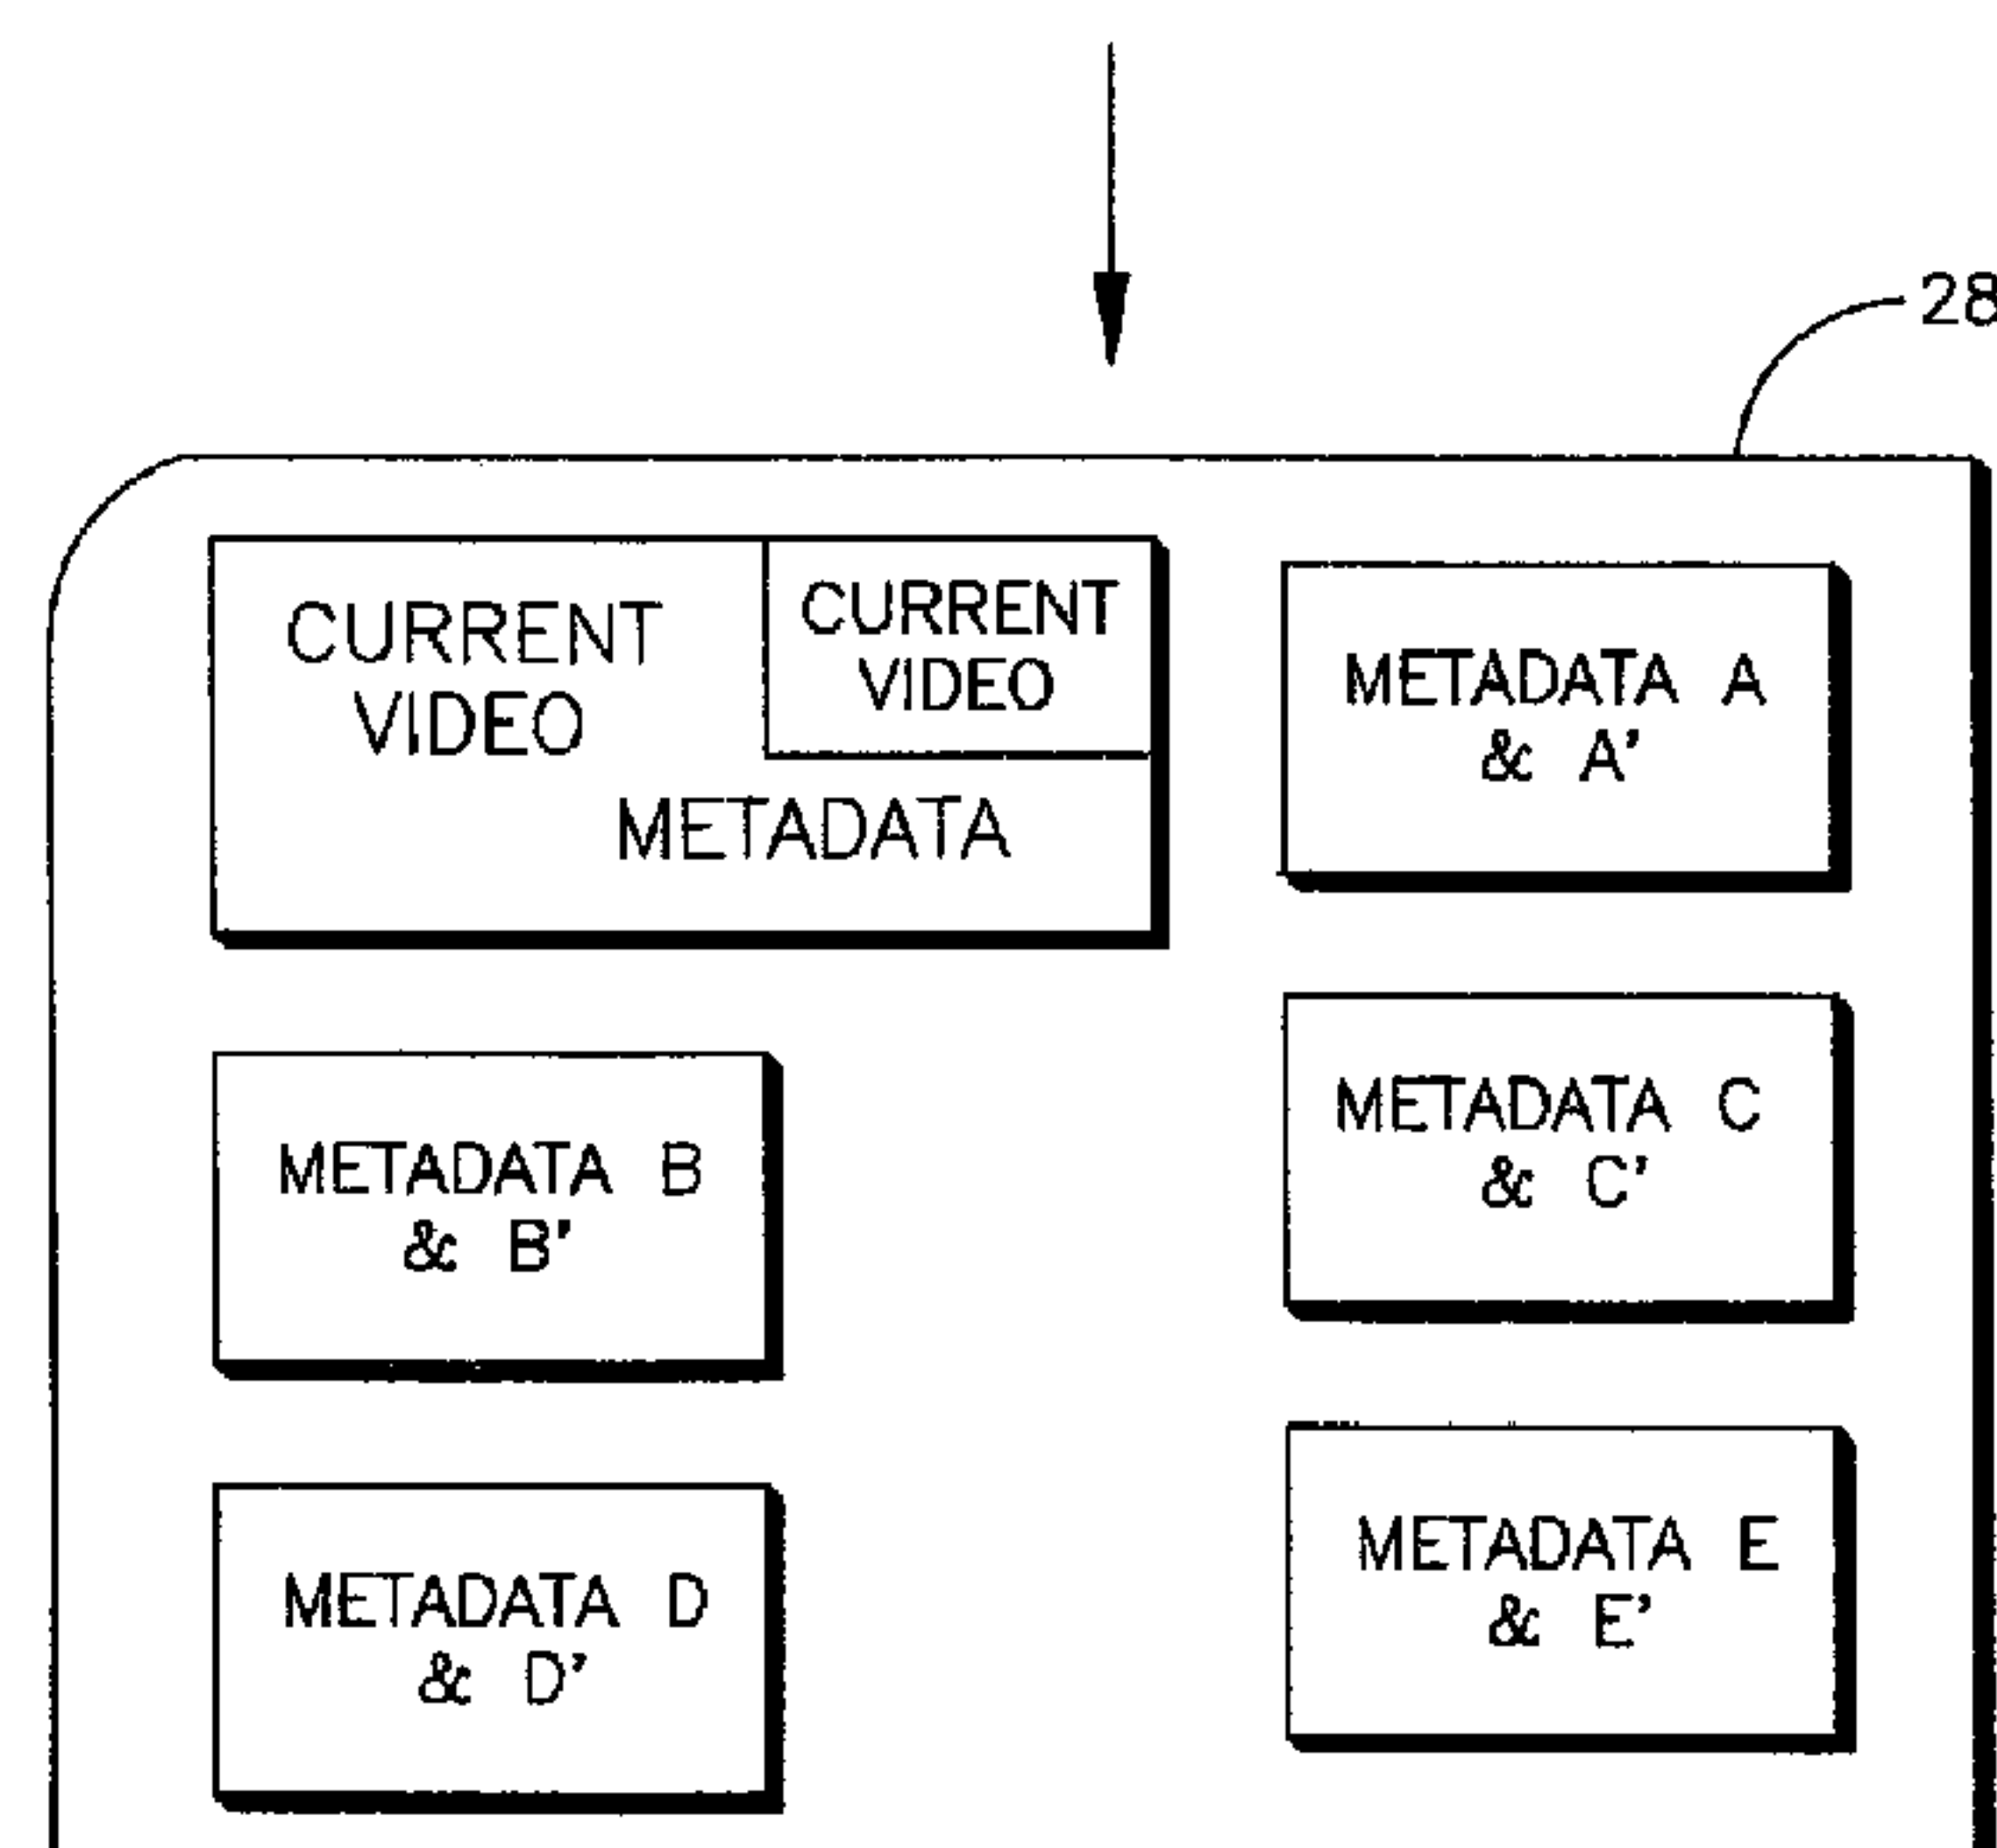 28
CURRENT
VIDEO
CURRENT
VIDEO
METADATA
METADATA A
& A'
METADATA B
& B'
METADATA C
& C'
METADATA D
& D'
METADATA E
& E'